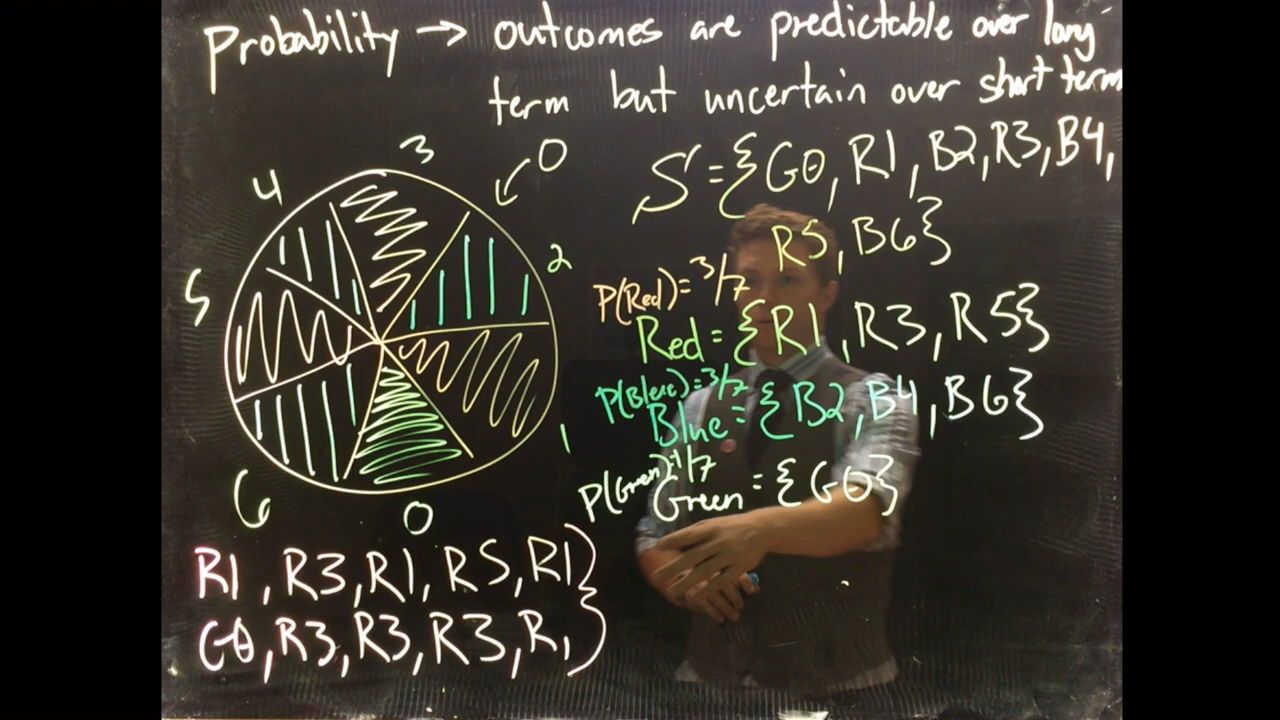 Probability → outcomes are predictable over long
term but uncertain over short term
S = {G0, R1, B2, R3, B4,
R5, B6}
3
0
4
2
5
1
6
0
P(Red) = 3/7
Red = {R1, R3, R5}
P(Blue) = 3/7
Blue = {B2, B4, B6}
P(Green) = 1/7
Green = {G0}
R1, R3, R1, R5, R1
G0, R3, R3, R3, R1